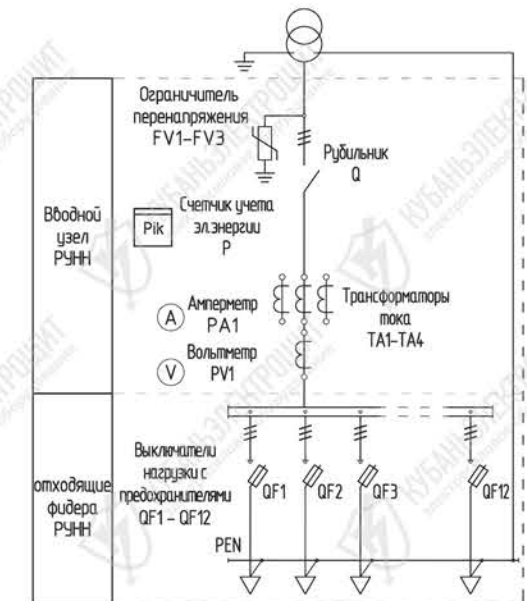 Ограничитель
перенапряжения
FV1-FV3
Рубильник
Q
Вводной
узел
РУНН
Pik
Счетчик учета
эл.энергии
P
A
Амперметр
PA1
Трансформаторы
тока
TA1-TA4
V
Вольтметр
PV1
отходящие
фидера
РУНН
Выключатели
нагрузки с
предохранителями
QF1 - QF12
QF1
QF2
QF3
QF12
PEN
КУБАНЬЭЛЕКТРОЩИТ